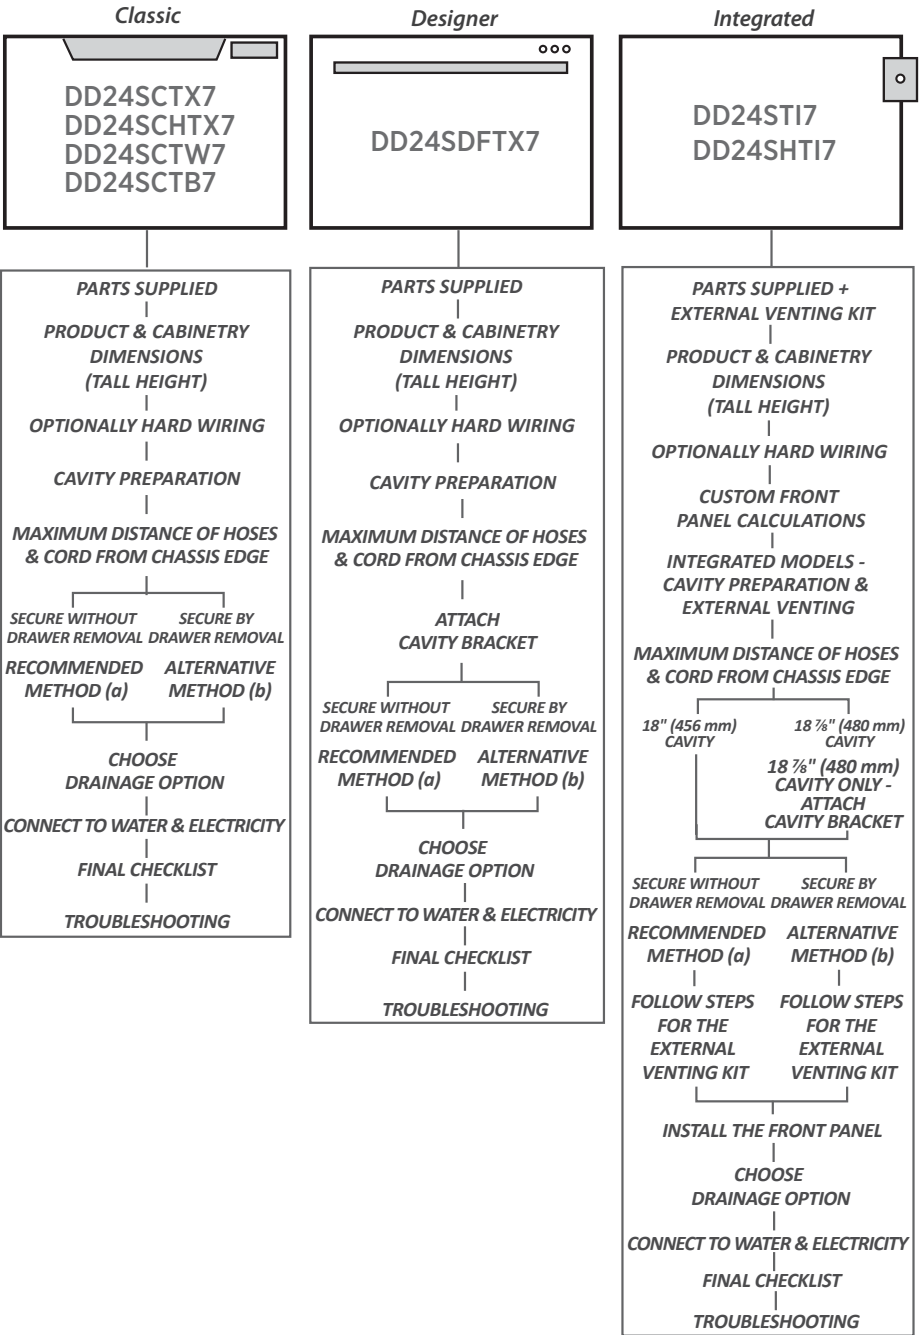 Classic
DD24SCTX7
DD24SCHTX7
DD24SCTW7
DD24SCTB7
PARTS SUPPLIED
PRODUCT & CABINETRY
DIMENSIONS
(TALL HEIGHT)
OPTIONALLY HARD WIRING
CAVITY PREPARATION
MAXIMUM DISTANCE OF HOSES
& CORD FROM CHASSIS EDGE
SECURE WITHOUT
DRAWER REMOVAL
RECOMMENDED
METHOD (a)
SECURE BY
DRAWER REMOVAL
ALTERNATIVE
METHOD (b)
CHOOSE
DRAINAGE OPTION
CONNECT TO WATER & ELECTRICITY
FINAL CHECKLIST
TROUBLESHOOTING
Designer
DD24SDFTX7
PARTS SUPPLIED
PRODUCT & CABINETRY
DIMENSIONS
(TALL HEIGHT)
OPTIONALLY HARD WIRING
CAVITY PREPARATION
MAXIMUM DISTANCE OF HOSES
& CORD FROM CHASSIS EDGE
ATTACH
CAVITY BRACKET
SECURE WITHOUT
DRAWER REMOVAL
RECOMMENDED
METHOD (a)
SECURE BY
DRAWER REMOVAL
ALTERNATIVE
METHOD (b)
CHOOSE
DRAINAGE OPTION
CONNECT TO WATER & ELECTRICITY
FINAL CHECKLIST
TROUBLESHOOTING
Integrated
DD24STI7
DD24SHTI7
PARTS SUPPLIED +
EXTERNAL VENTING KIT
PRODUCT & CABINETRY
DIMENSIONS
(TALL HEIGHT)
OPTIONALLY HARD WIRING
CUSTOM FRONT
PANEL CALCULATIONS
INTEGRATED MODELS -
CAVITY PREPARATION &
EXTERNAL VENTING
MAXIMUM DISTANCE OF HOSES
& CORD FROM CHASSIS EDGE
18" (456 mm)
CAVITY
18 ⅞" (480 mm)
CAVITY
18 ⅞" (480 mm)
CAVITY ONLY -
ATTACH
CAVITY BRACKET
SECURE WITHOUT
DRAWER REMOVAL
RECOMMENDED
METHOD (a)
FOLLOW STEPS
FOR THE
EXTERNAL
VENTING KIT
SECURE BY
DRAWER REMOVAL
ALTERNATIVE
METHOD (b)
FOLLOW STEPS
FOR THE
EXTERNAL
VENTING KIT
INSTALL THE FRONT PANEL
CHOOSE
DRAINAGE OPTION
CONNECT TO WATER & ELECTRICITY
FINAL CHECKLIST
TROUBLESHOOTING